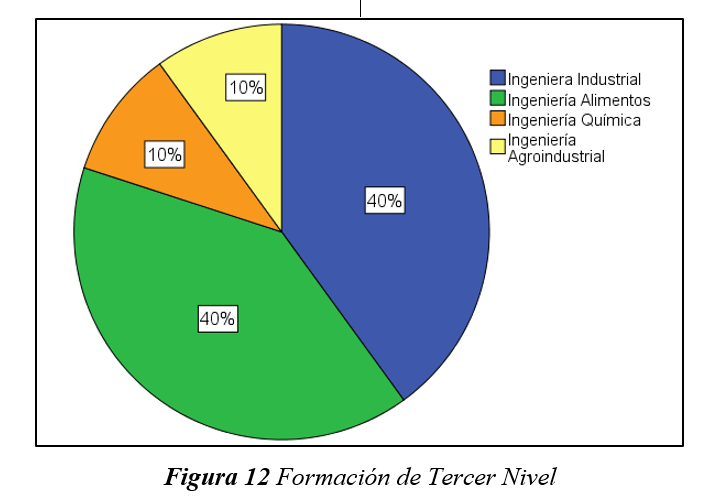 10%
10%
40%
40%
Ingeniera Industrial
Ingeniería Alimentos
Ingeniería Química
Ingeniería
Agroindustrial
Figura 12 Formación de Tercer Nivel